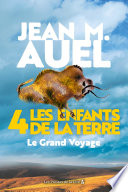 JEAN M.
AUEL
4 LES ENFANTS
DE LA TERRE
Le Grand Voyage